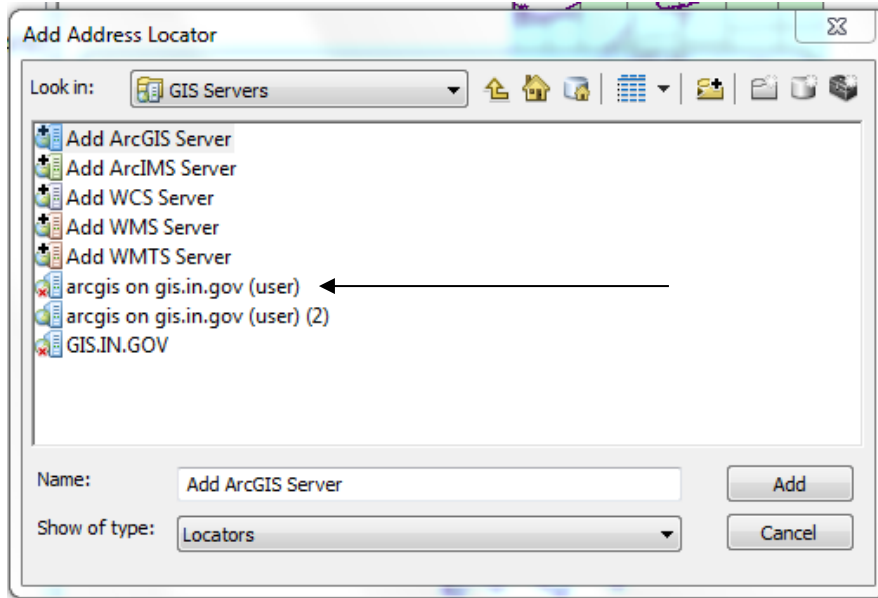 Add Address Locator
Look in: GIS Servers
Add ArcGIS Server
Add ArcIMS Server
Add WCS Server
Add WMS Server
Add WMTS Server
arcgis on gis.in.gov (user)
arcgis on gis.in.gov (user) (2)
GIS.IN.GOV
Name: Add ArcGIS Server Add
Show of type: Locators Cancel